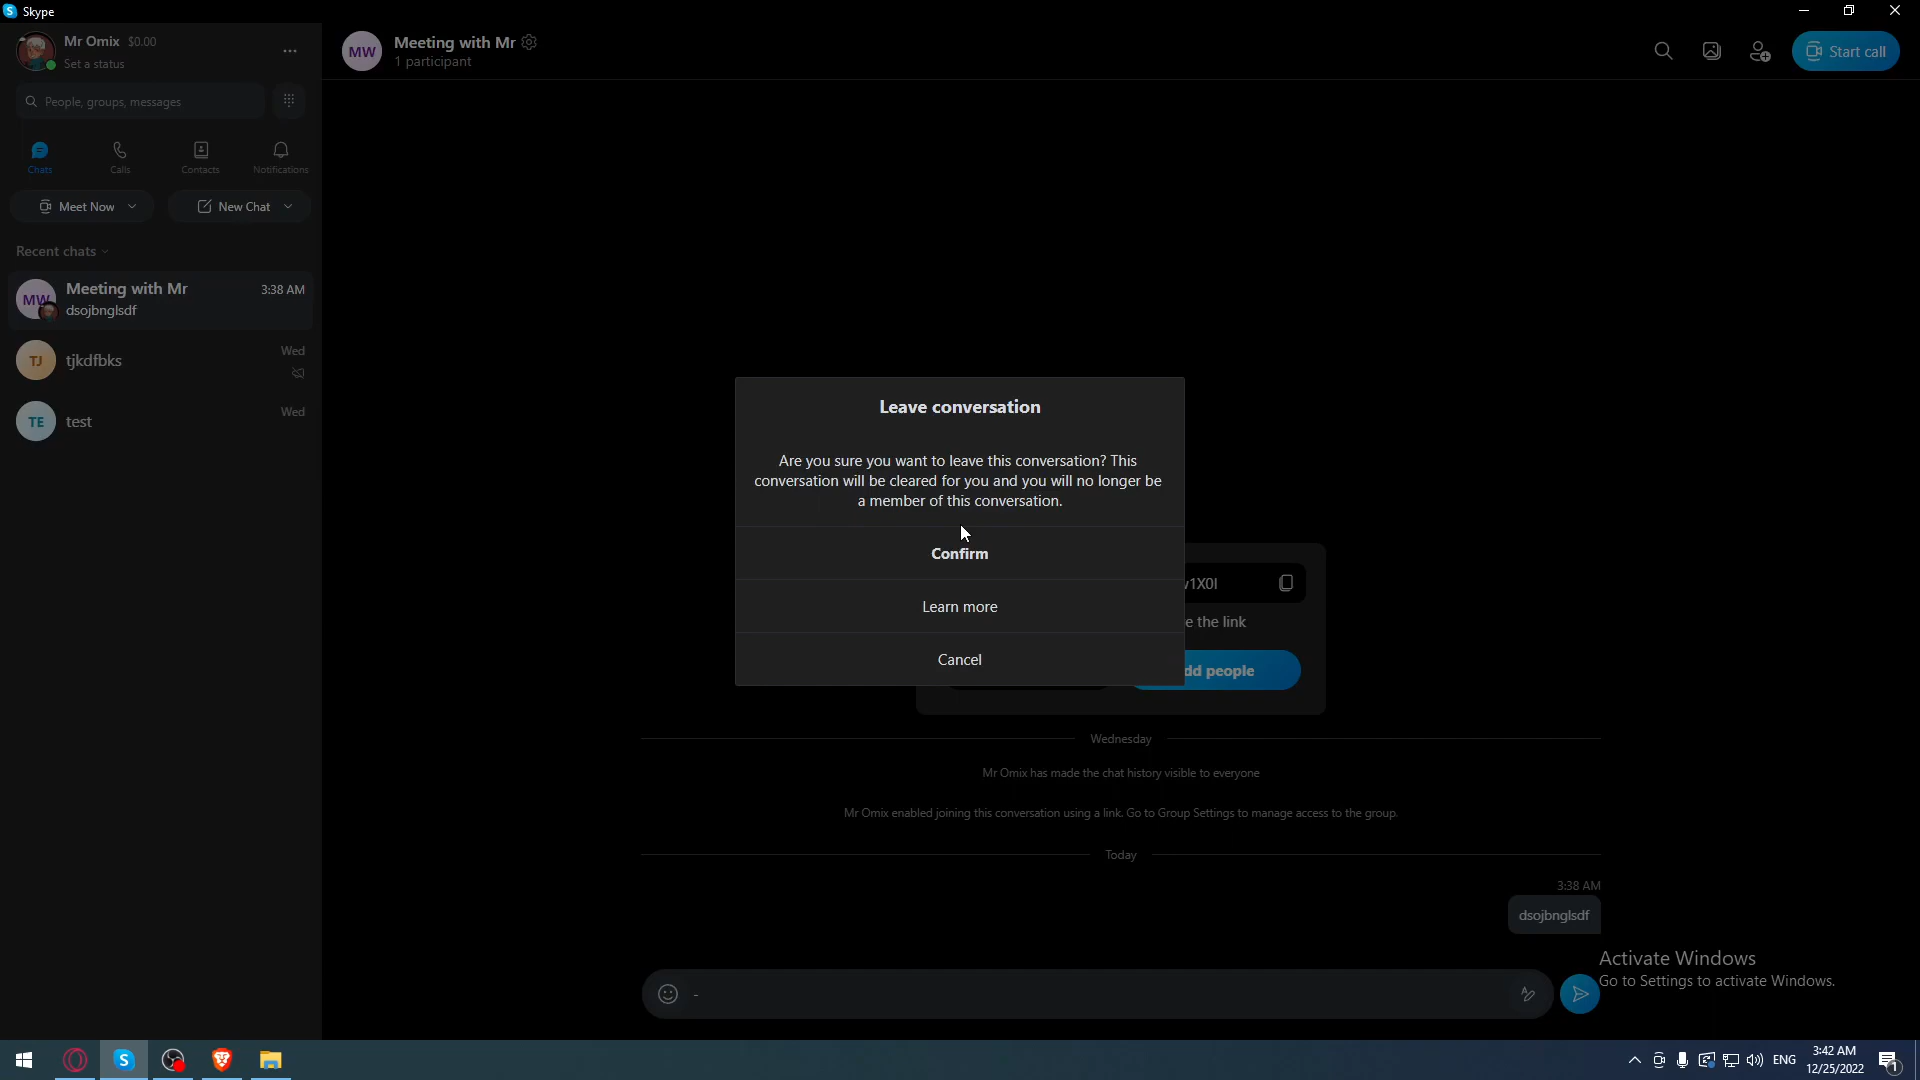 Skype
Mr Omix $0.00
Set a status
People, groups, messages
Chats
Calls
Contacts
Notifications
Meet Now
New Chat
Recent chats
MW
Meeting with Mr
3:38 AM
dsojbnglsdf
TJ
tjkdfbks
Wed
TE
test
Wed
MW
Meeting with Mr
1 participant
Start call
Leave conversation
Are you sure you want to leave this conversation? This
conversation will be cleared for you and you will no longer be
a member of this conversation.
Confirm
Learn more
Cancel
1X0I
e the link
dd people
Wednesday
Mr Omix has made the chat history visible to everyone
Mr Omix enabled joining this conversation using a link. Go to Group Settings to manage access to the group.
Today
3:38 AM
dsojbnglsdf
-
Activate Windows
Go to Settings to activate Windows.
ENG
3:42 AM
12/25/2022
1